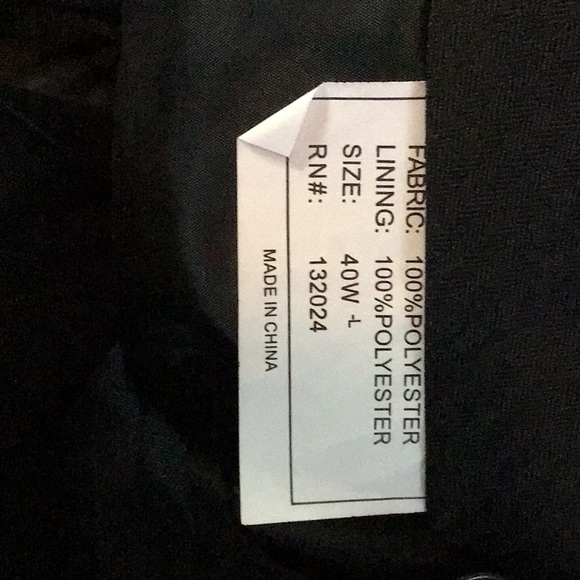 FABRIC: 100%POLYESTER
LINING: 100%POLYESTER
SIZE: 40W -L
RN#: 132024
MADE IN CHINA